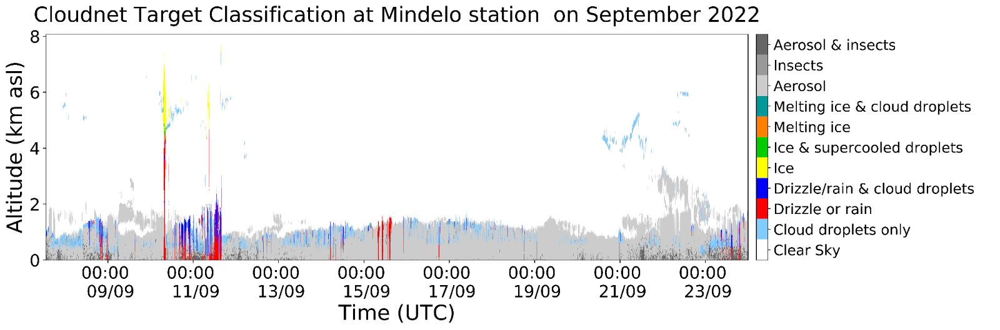 Cloudnet Target Classification at Mindelo station  on September 2022
Altitude (km asl)
8
6
4
2
0
00:00 00:00 00:00 00:00 00:00 00:00 00:00 00:00
09/09 11/09 13/09 15/09 17/09 19/09 21/09 23/09
Time (UTC)
Aerosol & insects
Insects
Aerosol
Melting ice & cloud droplets
Melting ice
Ice & supercooled droplets
Ice
Drizzle/rain & cloud droplets
Drizzle or rain
Cloud droplets only
Clear Sky